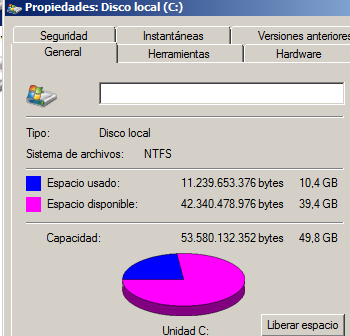 Propiedades: Disco local (C:)
Seguridad Instantáneas Versiones anteriores
General Herramientas Hardware
Tipo: Disco local
Sistema de archivos: NTFS
Espacio usado: 11.239.653.376 bytes 10,4 GB
Espacio disponible: 42.340.478.976 bytes 39,4 GB
Capacidad: 53.580.132.352 bytes 49,8 GB
Unidad C:
Liberar espacio